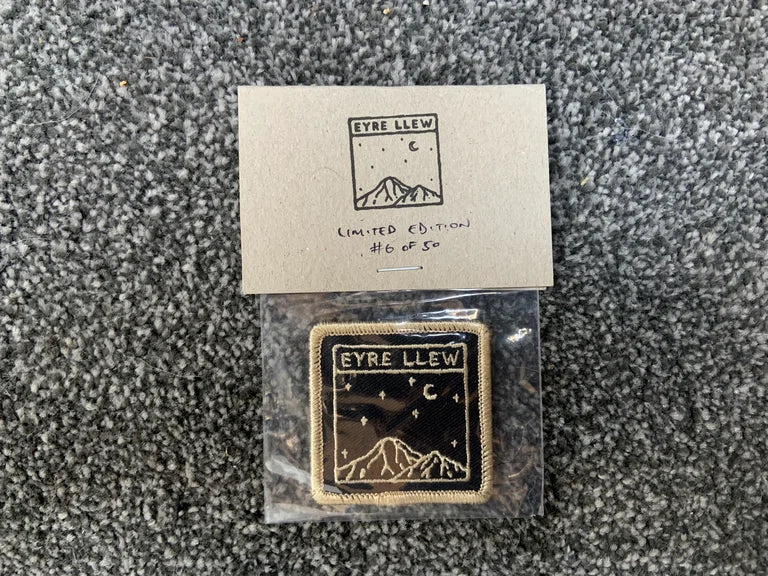 EYRE LLEW
LIMITED EDITION
#6 OF 50
EYRE LLEW